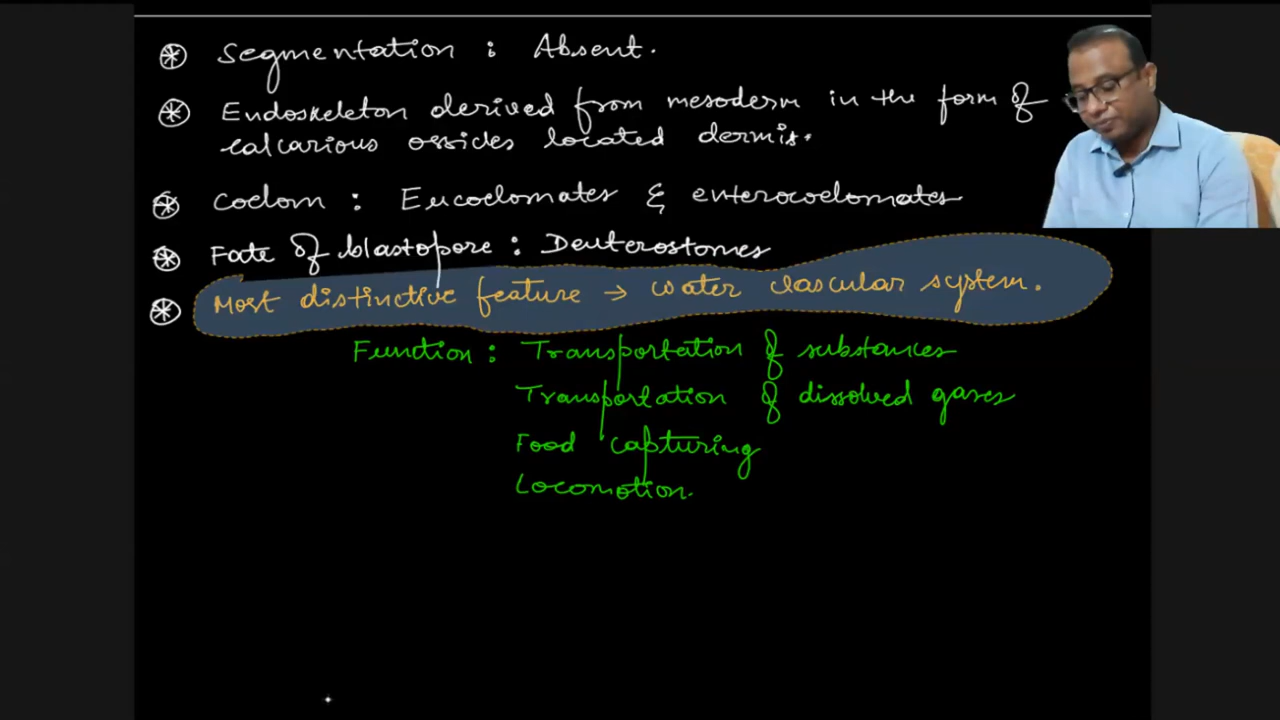 ⊛ Segmentation : Absent.
⊛ Endoskeleton derived from mesoderm in the form of
calcarious ossicles located dermis.
⊛ Coelom : Eucoelomates & enterocoelomates
⊛ Fate of blastopore : Deuterostomes
⊛ Most distinctive feature → water vascular system.
Function : Transportation of substances
Transportation of dissolved gases
Food capturing
Locomotion.